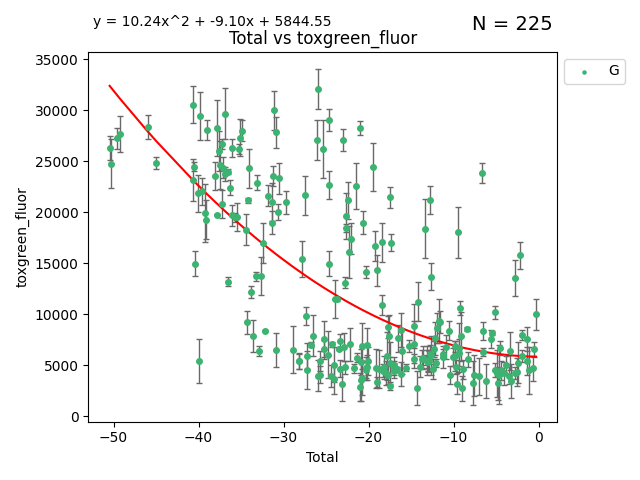 y = 10.24x^2 + -9.10x + 5844.55
N = 225
Total vs toxgreen_fluor
G
toxgreen_fluor
35000
30000
25000
20000
15000
10000
5000
0
−50
−40
−30
−20
−10
0
Total